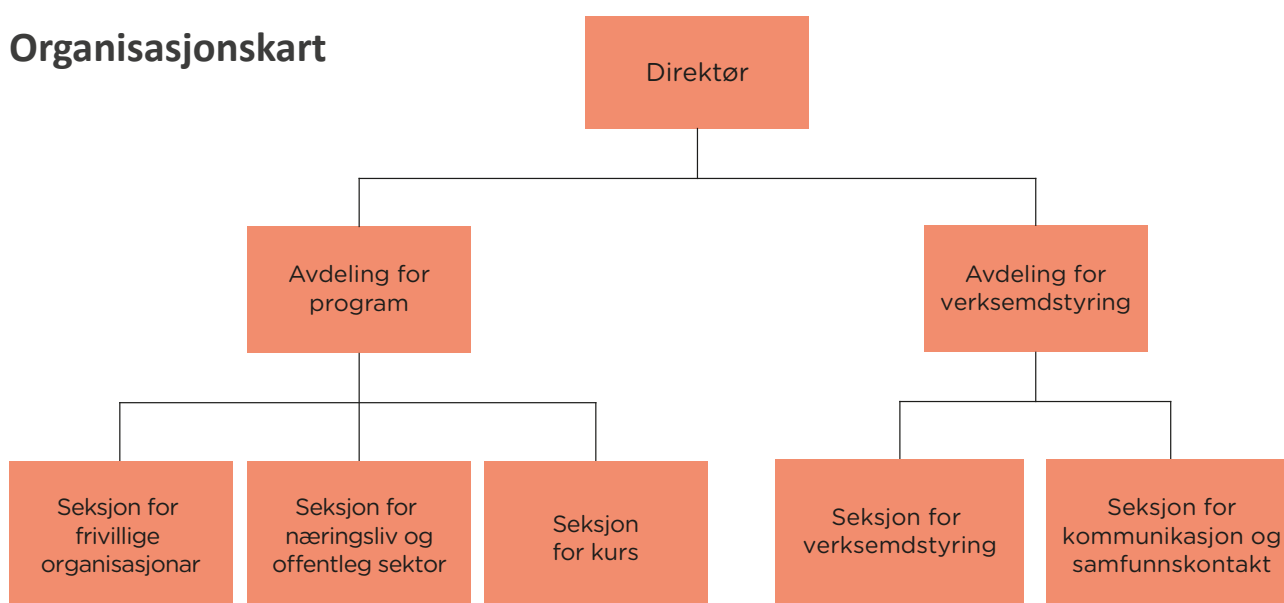 Organisasjonskart
Direktør
Avdeling for
program
Avdeling for
verksemdstyring
Seksjon for
frivillige
organisasjonar
Seksjon for
næringsliv og
offentleg sektor
Seksjon
for kurs
Seksjon for
verksemdstyring
Seksjon for
kommunikasjon og
samfunnskontakt